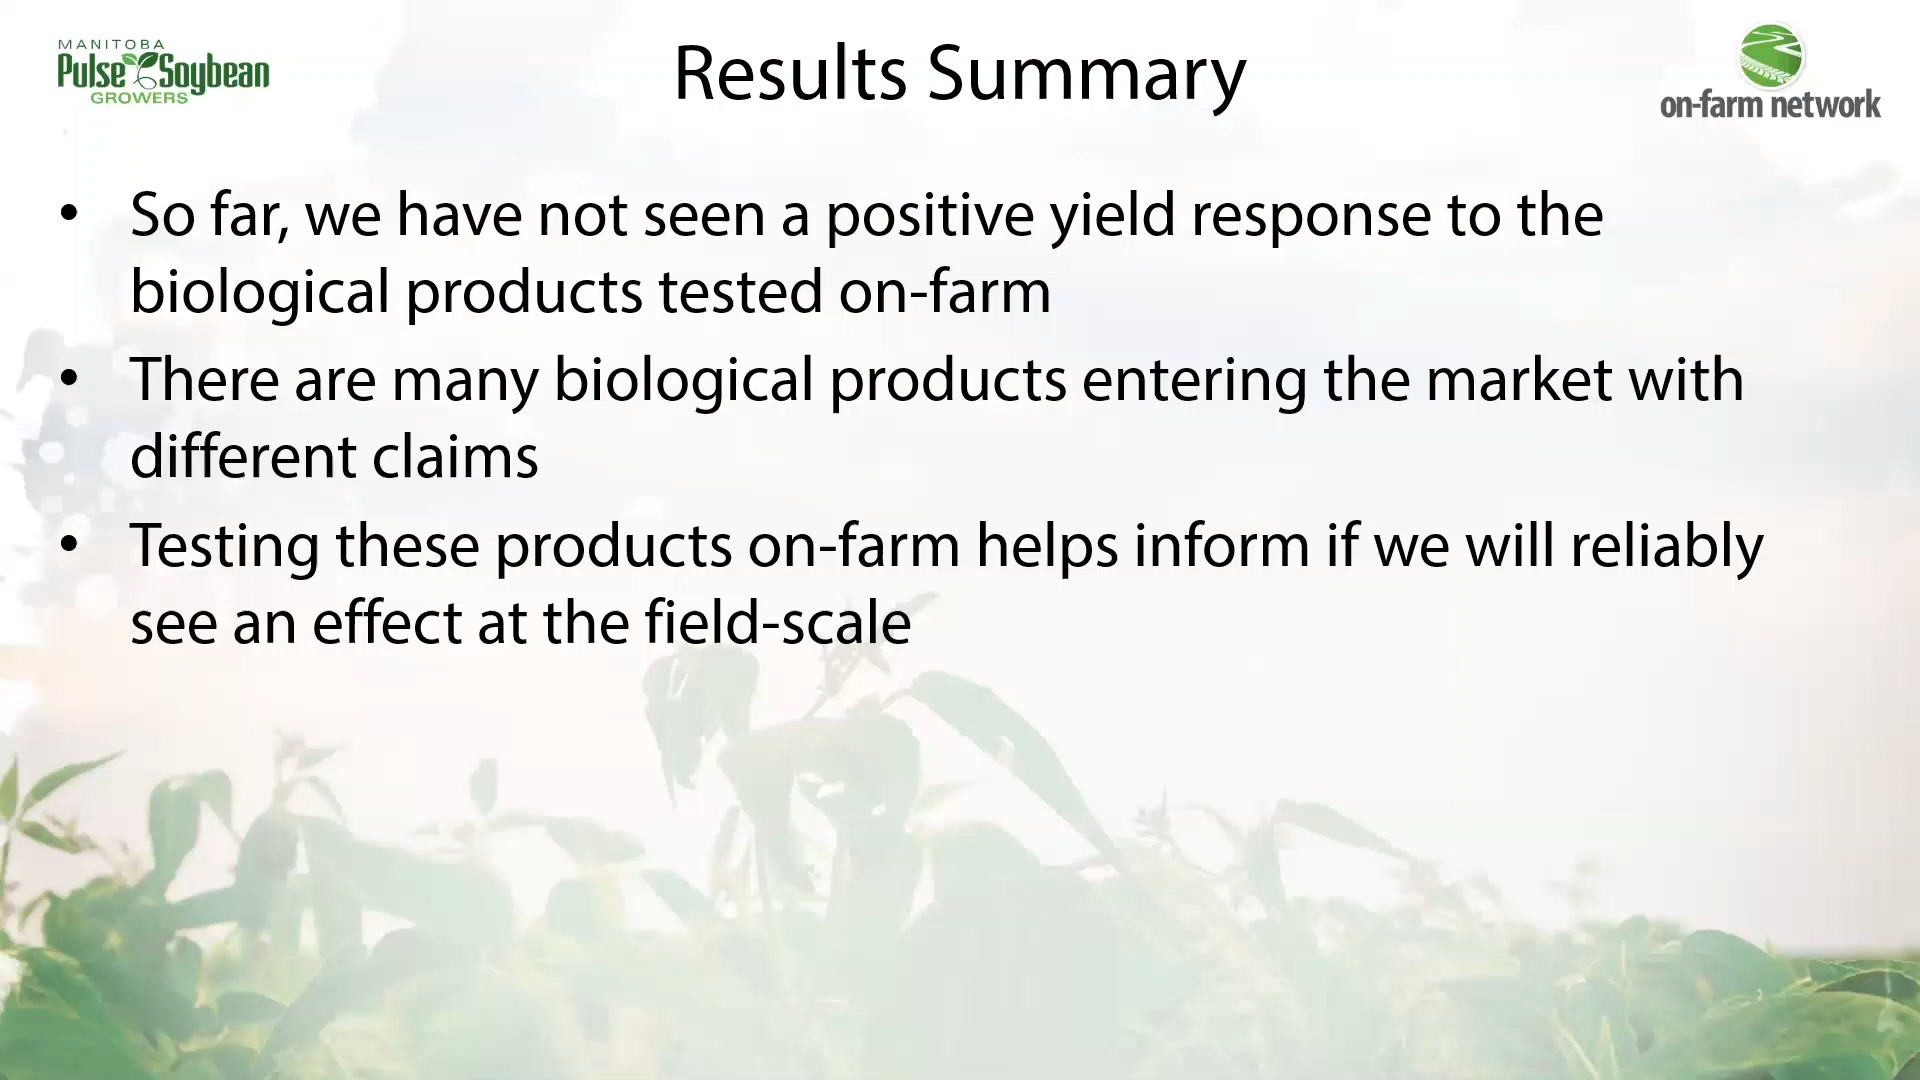 MANITOBA
Pulse Soybean
GROWERS
Results Summary
on-farm network
• So far, we have not seen a positive yield response to the
biological products tested on-farm
• There are many biological products entering the market with
different claims
• Testing these products on-farm helps inform if we will reliably
see an effect at the field-scale